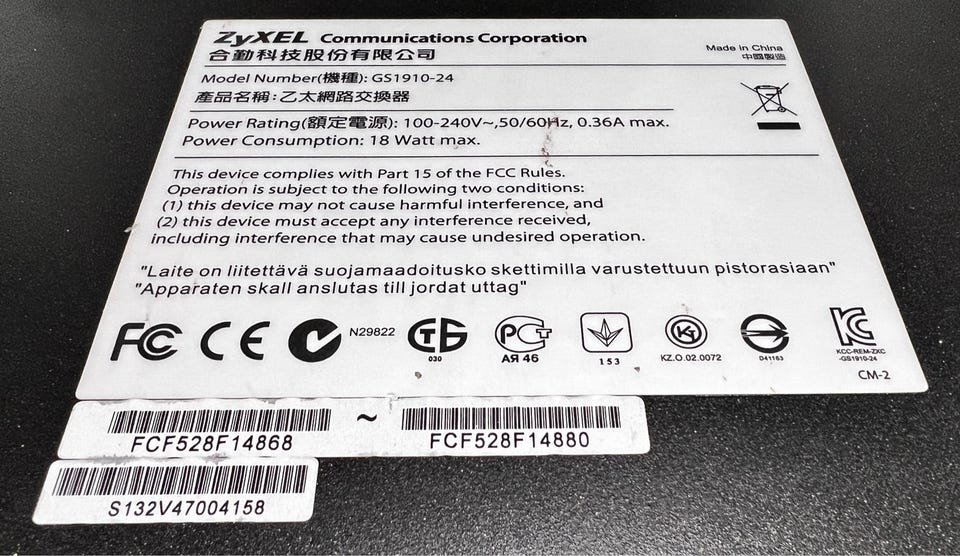 ZyXEL Communications Corporation
合勤科技股份有限公司
Made in China
中國製造
Model Number(機種): GS1910-24
產品名稱：乙太網路交換器
Power Rating(額定電源): 100-240V~,50/60Hz, 0.36A max.
Power Consumption: 18 Watt max.
This device complies with Part 15 of the FCC Rules.
Operation is subject to the following two conditions:
(1) this device may not cause harmful interference, and
(2) this device must accept any interference received,
including interference that may cause undesired operation.
"Laite on liitettävä suojamaadoitusko skettimilla varustettuun pistorasiaan"
"Apparaten skall anslutas till jordat uttag"
FC CE N29822
030
АЯ 46
153
KZ.O.02.0072
D41163
KC
KCC-REM-ZXC
-GS1910-24
CM-2
FCF528F14868 ~ FCF528F14880
S132V47004158